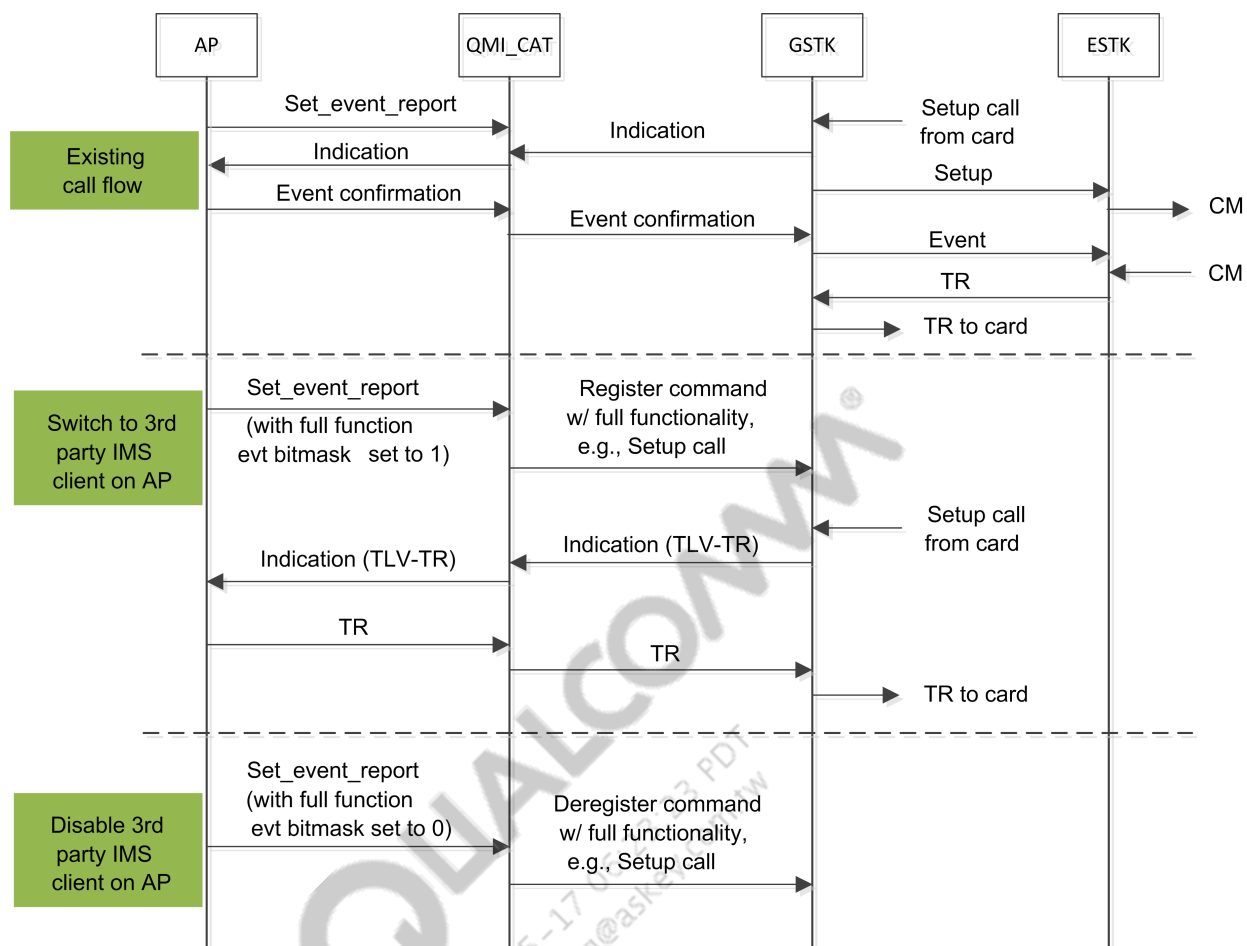 AP
QMI_CAT
GSTK
ESTK
Set_event_report
Setup call
from card
Indication
Indication
Existing
call flow
Setup
Event confirmation
CM
Event confirmation
Event
CM
TR
TR to card
Set_event_report
(with full function
evt bitmask set to 1)
Register command
w/ full functionality,
e.g., Setup call
Switch to 3rd
party IMS
client on AP
Setup call
from card
Indication (TLV-TR)
Indication (TLV-TR)
TR
TR
TR to card
Set_event_report
(with full function
evt bitmask set to 0)
Deregister command
w/ full functionality,
e.g., Setup call
Disable 3rd
party IMS
client on AP
QUALCOMM®
PDT